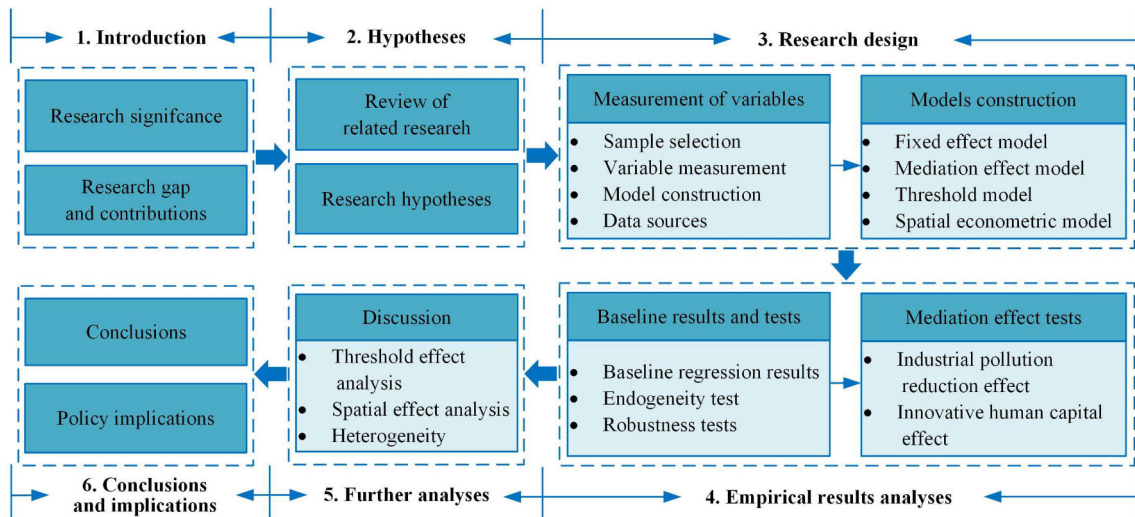 1. Introduction
2. Hypotheses
3. Research design
Research signifcance
Research gap
and contributions
Review of
related research
Research hypotheses
Measurement of variables
• Sample selection
• Variable measurement
• Model construction
• Data sources
Models construction
• Fixed effect model
• Mediation effect model
• Threshold model
• Spatial econometric model
Conclusions
Policy implications
Discussion
• Threshold effect
analysis
• Spatial effect analysis
• Heterogeneity
Baseline results and tests
• Baseline regression results
• Endogeneity test
• Robustness tests
Mediation effect tests
• Industrial pollution
reduction effect
• Innovative human capital
effect
6. Conclusions
and implications
5. Further analyses
4. Empirical results analyses